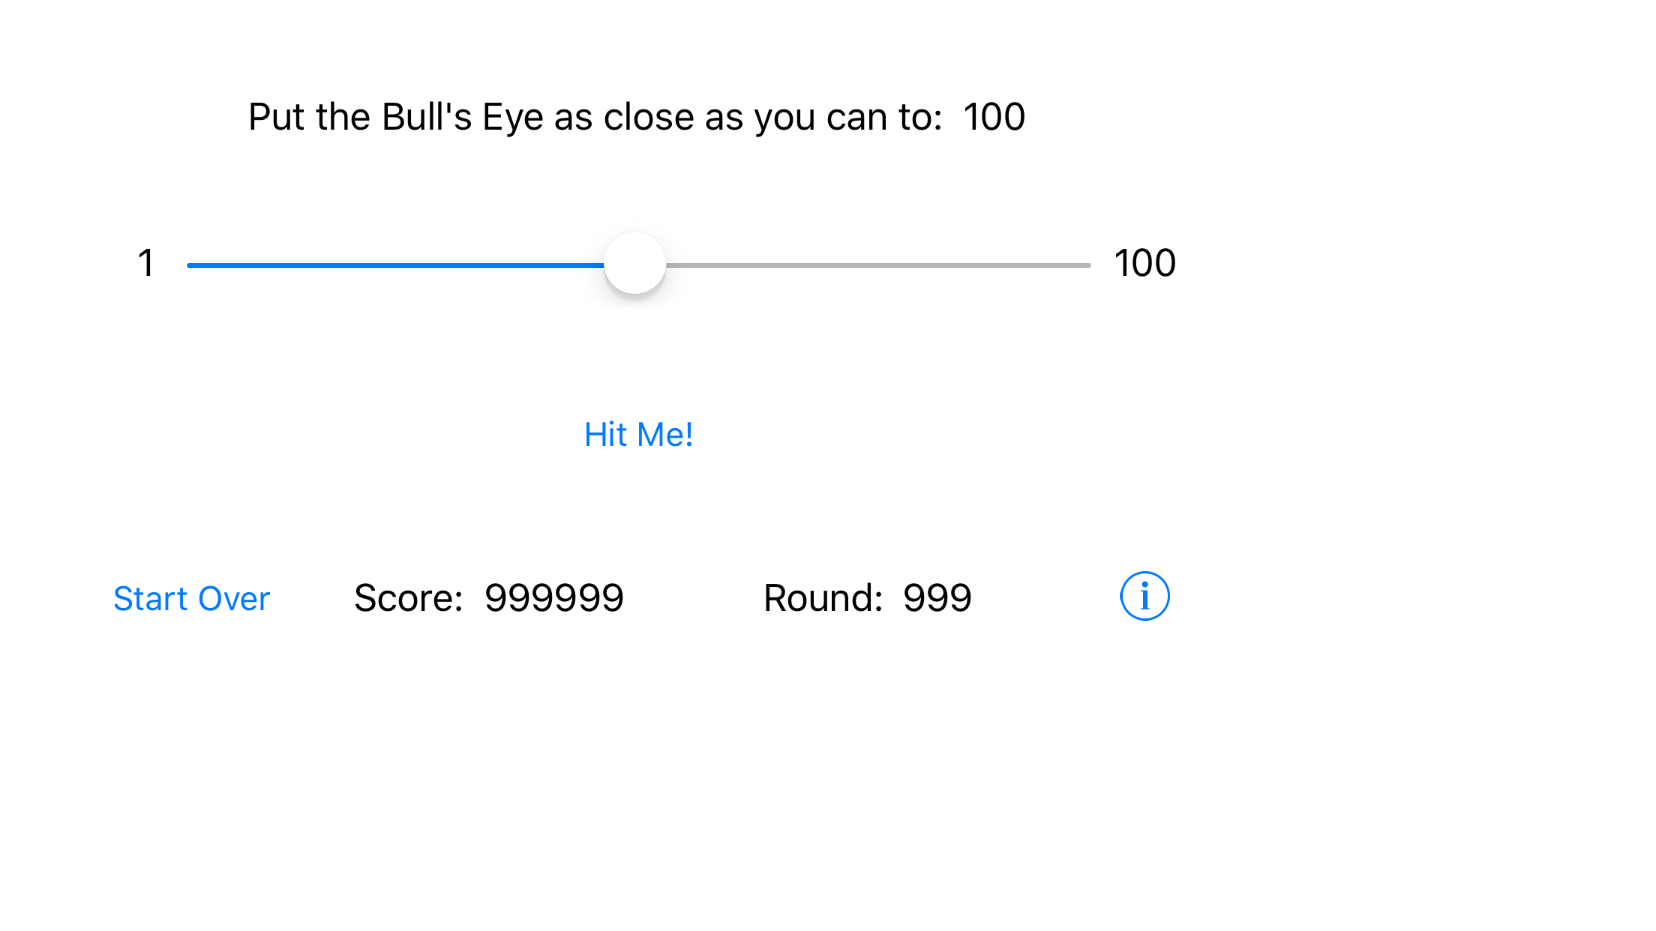 Put the Bull's Eye as close as you can to: 100
1 100
Hit Me!
Start Over Score: 999999 Round: 999 i